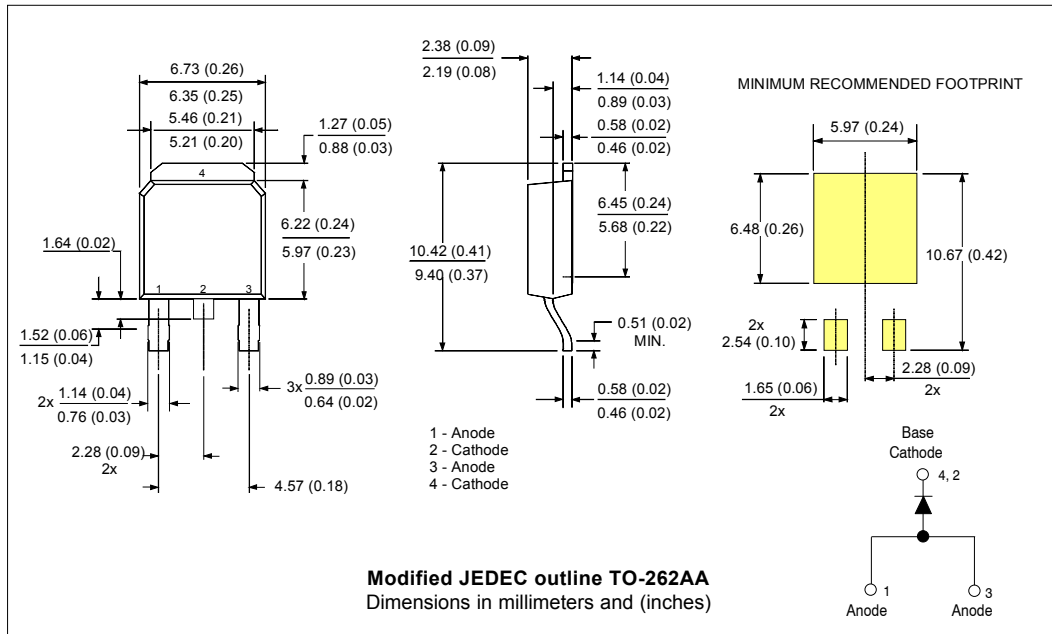 6.73 (0.26)
6.35 (0.25)
5.46 (0.21)
5.21 (0.20)
1.27 (0.05)
0.88 (0.03)
4
6.22 (0.24)
5.97 (0.23)
1.64 (0.02)
1
2
3
1.52 (0.06)
1.15 (0.04)
2x
1.14 (0.04)
0.76 (0.03)
3x
0.89 (0.03)
0.64 (0.02)
2.28 (0.09)
2x
4.57 (0.18)
2.38 (0.09)
2.19 (0.08)
1.14 (0.04)
0.89 (0.03)
0.58 (0.02)
0.46 (0.02)
6.45 (0.24)
5.68 (0.22)
10.42 (0.41)
9.40 (0.37)
0.51 (0.02)
MIN.
0.58 (0.02)
0.46 (0.02)
1 - Anode
2 - Cathode
3 - Anode
4 - Cathode
MINIMUM RECOMMENDED FOOTPRINT
5.97 (0.24)
6.48 (0.26)
10.67 (0.42)
2x
2.54 (0.10)
2.28 (0.09)
2x
1.65 (0.06)
2x
Base
Cathode
4, 2
1
Anode
3
Anode
Modified JEDEC outline TO-262AA
Dimensions in millimeters and (inches)